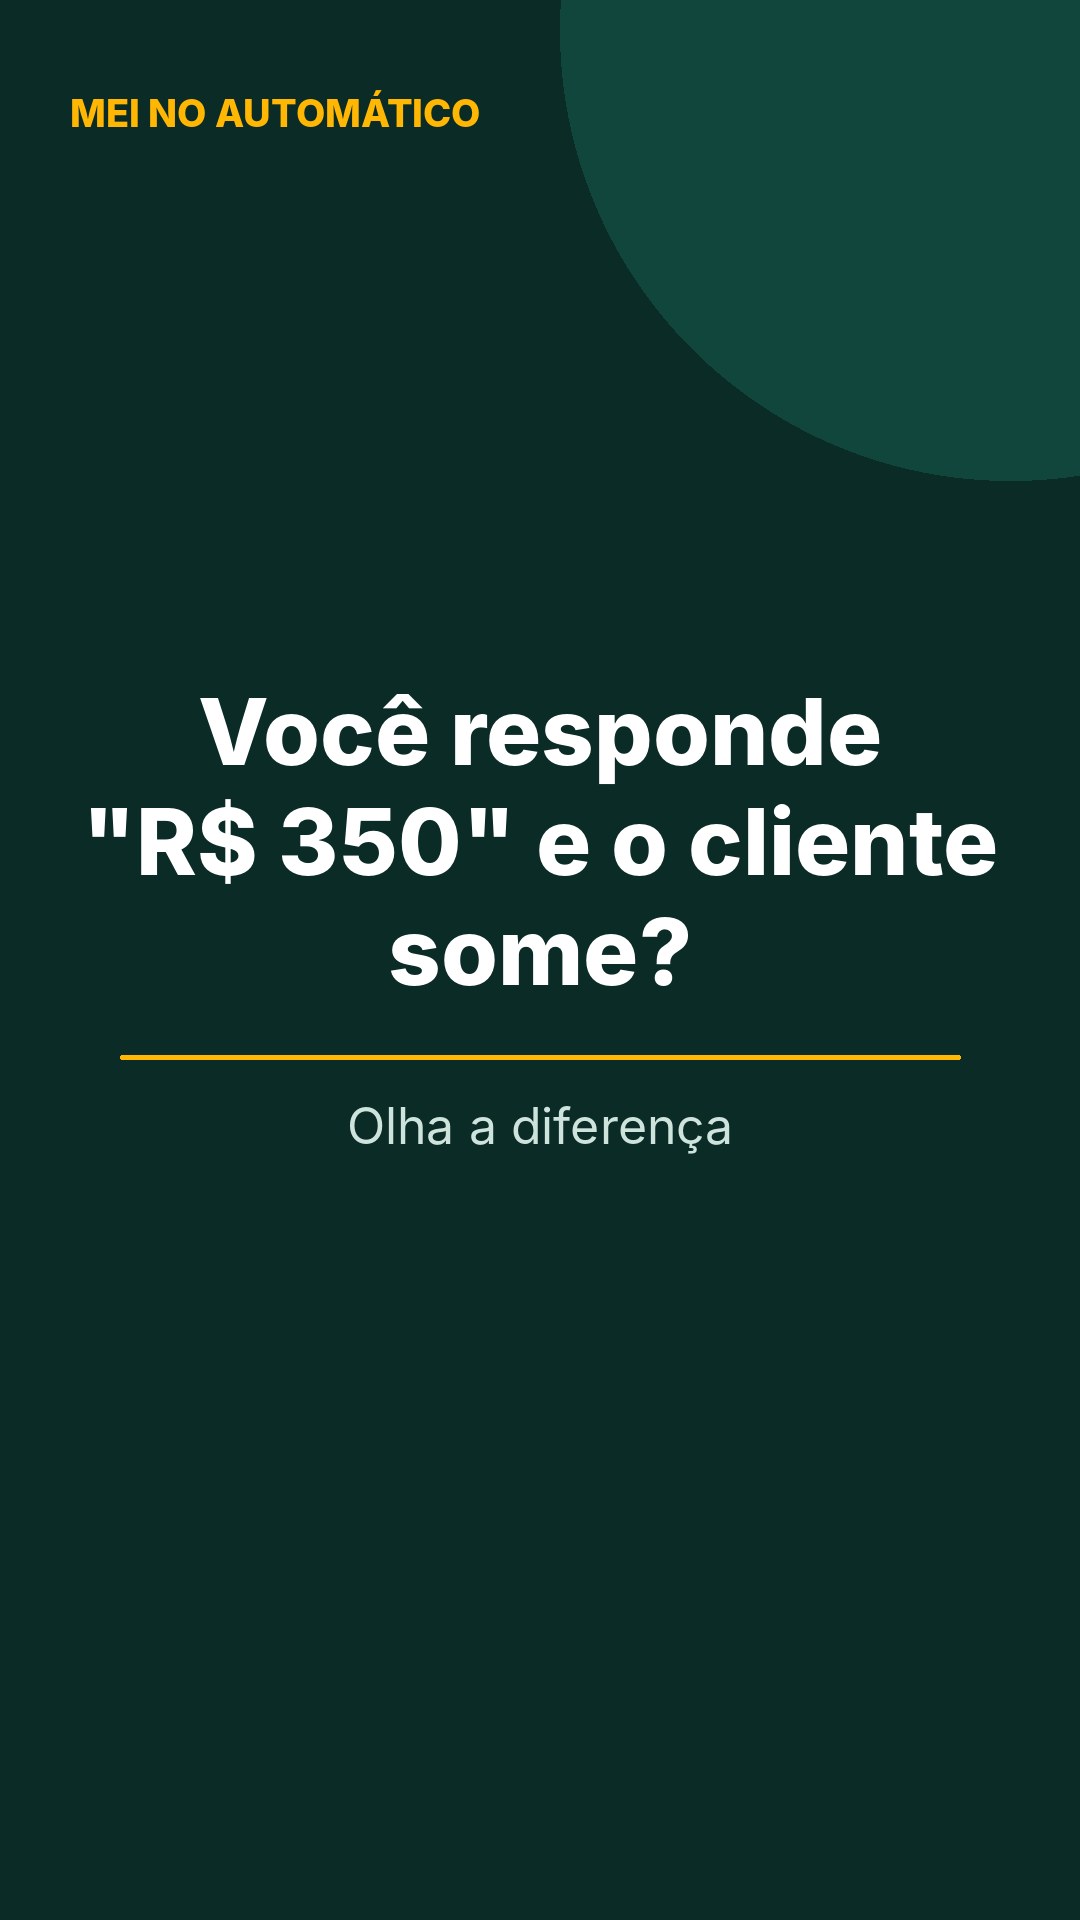 MEI NO AUTOMÁTICO
Você responde
"R$ 350" e o cliente
some?
Olha a diferença